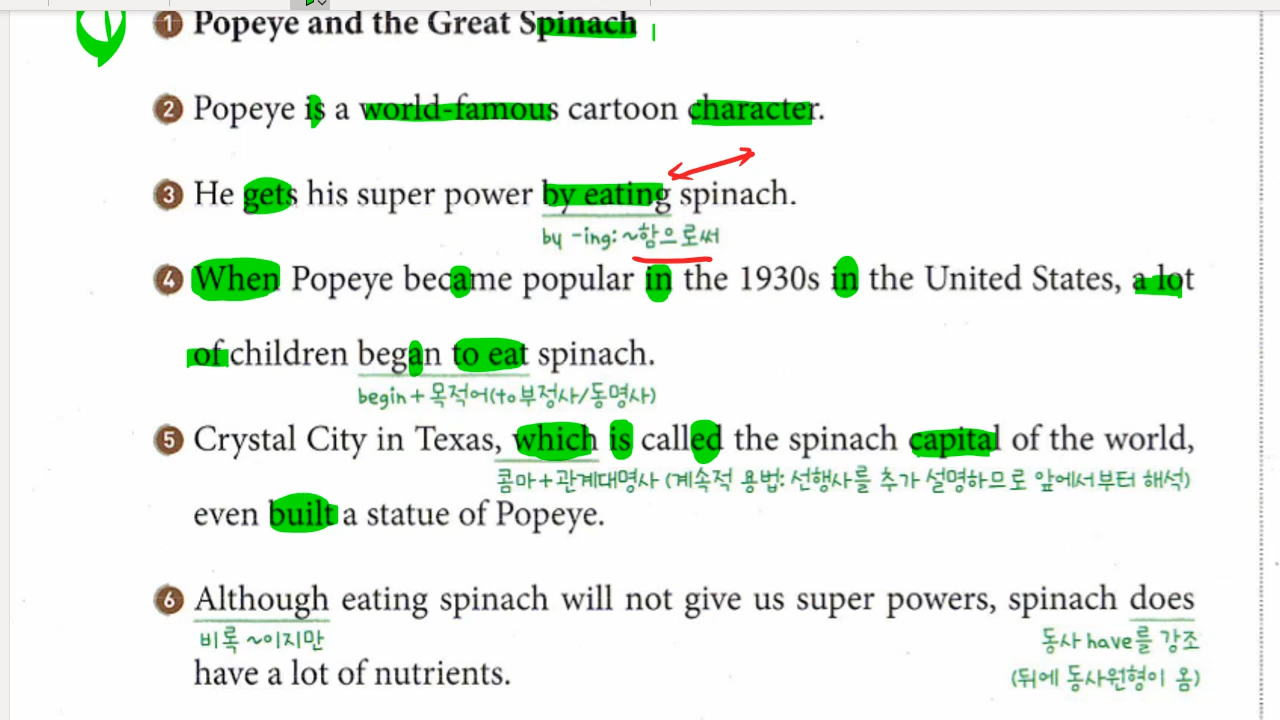 1 Popeye and the Great Spinach
2 Popeye is a world-famous cartoon character.
3 He gets his super power by eating spinach.
by -ing: ~함으로써
4 When Popeye became popular in the 1930s in the United States, a lot
of children began to eat spinach.
begin + 목적어(to부정사/동명사)
5 Crystal City in Texas, which is called the spinach capital of the world,
콤마+관계대명사 (계속적 용법: 선행사를 추가 설명하므로 앞에서부터 해석)
even built a statue of Popeye.
6 Although eating spinach will not give us super powers, spinach does
비록 ~이지만 동사 have를 강조
have a lot of nutrients.
(뒤에 동사원형이 옴)